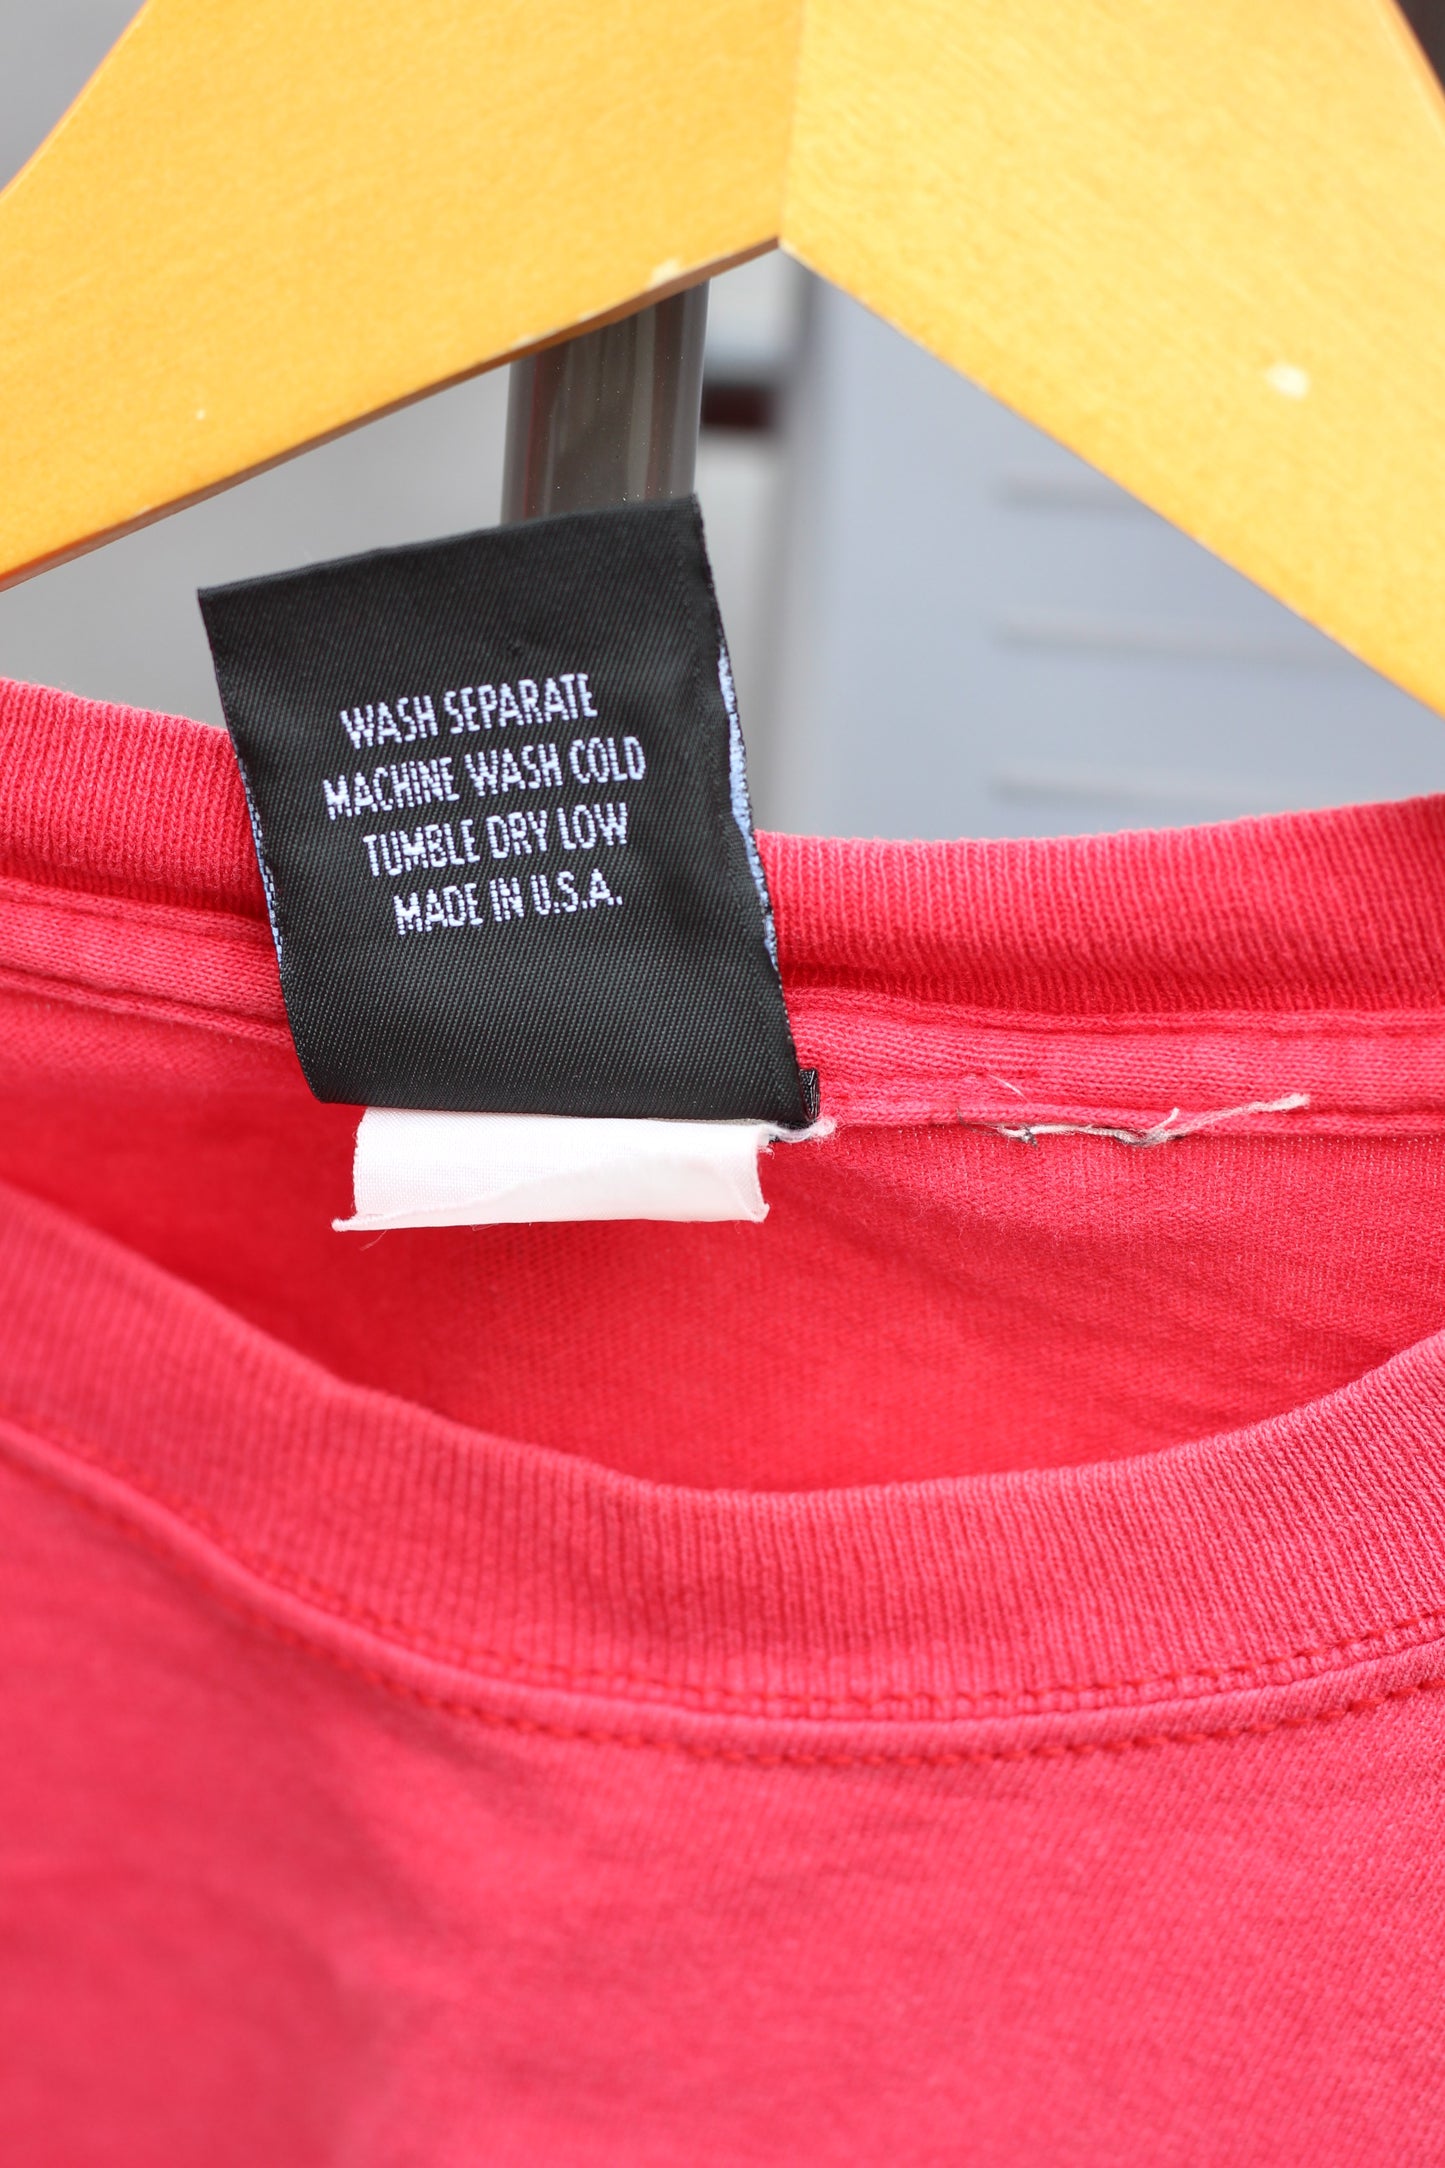 WASH SEPARATE
MACHINE WASH COLD
TUMBLE DRY LOW
MADE IN U.S.A.